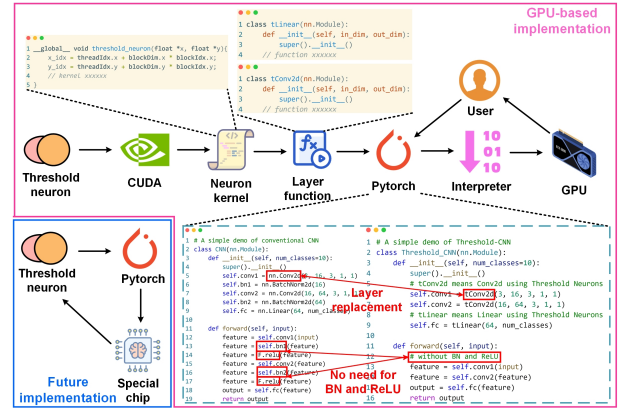 GPU-based
implementation
1 __global__ void threshold_neuron(float *x, float *y){
2 x_idx = threadIdx.x + blockDim.x * blockIdx.x;
3 y_idx = threadIdx.y + blockDim.y * blockIdx.y;
4 // kernel xxxxxx
5 }
1 class tLinear(nn.Module):
2 def __init__(self, in_dim, out_dim):
3 super().__init__()
4 // function xxxxxx
1 class tConv2d(nn.Module):
2 def __init__(self, in_dim, out_dim):
3 super().__init__()
4 // function xxxxxx
User
Threshold
neuron
CUDA
Neuron
kernel
Layer
function
Pytorch
10
01
10
Interpreter
GPU
Threshold
neuron
Pytorch
Future
implementation
Special
chip
1 # A simple demo of conventional CNN
2 class CNN(nn.Module):
3 def __init__(self, num_classes=10):
4 super().__init__()
5 self.conv1 = nn.Conv2d(3, 16, 3, 1, 1)
6 self.bn1 = nn.BatchNorm2d(16)
7 self.conv2 = nn.Conv2d(16, 64, 3, 1, 1)
8 self.bn2 = nn.BatchNorm2d(64)
9 self.fc = nn.Linear(64, num_classes)
10
11 def forward(self, input):
12 feature = self.conv1(input)
13 feature = self.bn1(feature)
14 feature = F.relu(feature)
15 feature = self.conv2(feature)
16 feature = self.bn2(feature)
17 feature = F.relu(feature)
18 output = self.fc(feature)
19 return output
Layer
replacement
No need for
BN and ReLU
1 # A simple demo of Threshold-CNN
2 class Threshold_CNN(nn.Module):
3 def __init__(self, num_classes=10):
4 super().__init__()
5 # tConv2d means Conv2d using Threshold Neurons
6 self.conv1 = tConv2d(3, 16, 3, 1, 1)
7 self.conv2 = tConv2d(16, 64, 3, 1, 1)
8 # tLinear means Linear using Threshold Neurons
9 self.fc = tLinear(64, num_classes)
10
11 def forward(self, input):
12 # without BN and ReLU
13 feature = self.conv1(input)
14 feature = self.conv2(feature)
15 output = self.fc(feature)
16 return output